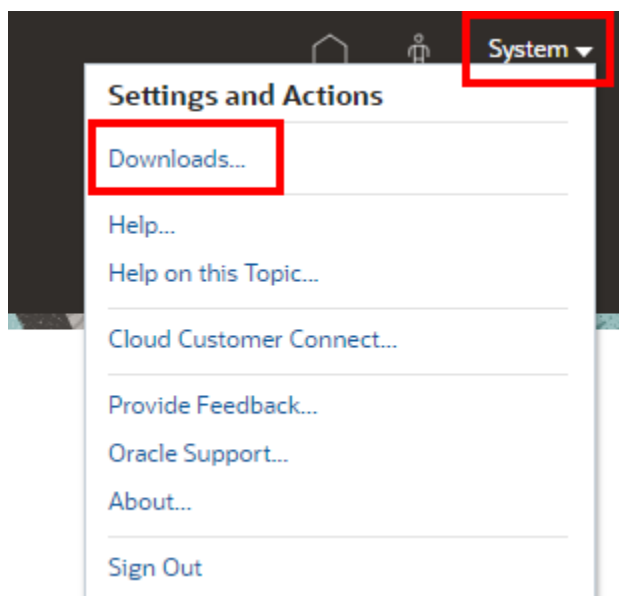 System
Settings and Actions
Downloads...
Help...
Help on this Topic...
Cloud Customer Connect...
Provide Feedback...
Oracle Support...
About...
Sign Out